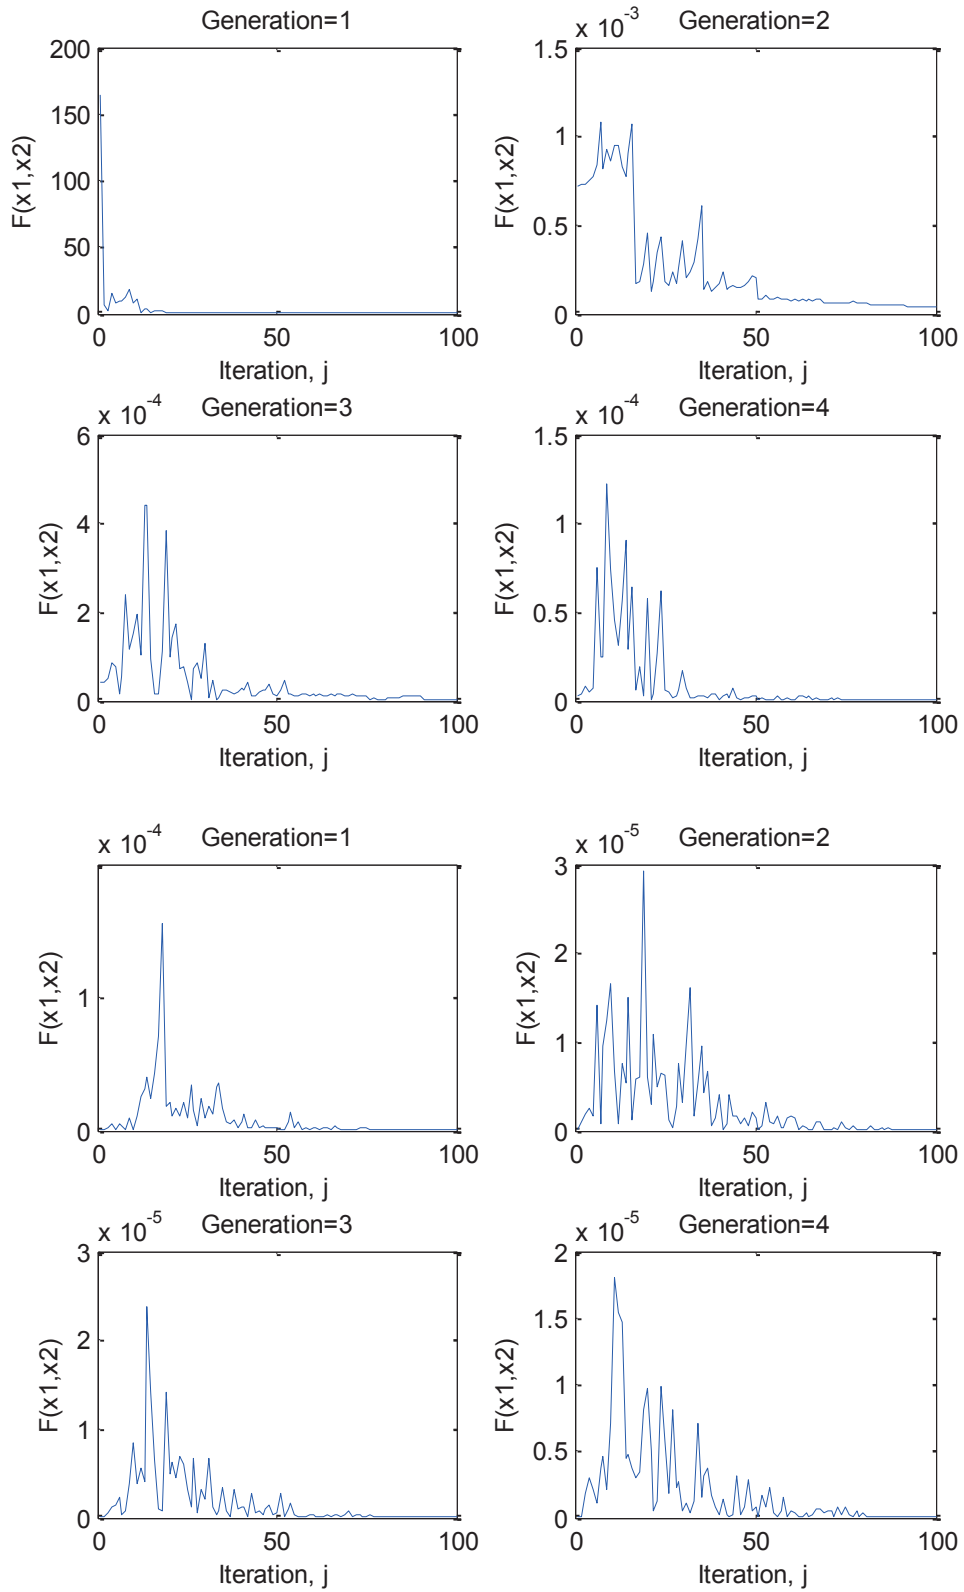 Generation=1
200
150
100
50
0
F(x1,x2)
0 50 100
Iteration, j
x 10^-3
Generation=2
1.5
1
0.5
0
F(x1,x2)
0 50 100
Iteration, j
x 10^-4
Generation=3
6
4
2
0
F(x1,x2)
0 50 100
Iteration, j
x 10^-4
Generation=4
1.5
1
0.5
0
F(x1,x2)
0 50 100
Iteration, j
x 10^-4
Generation=1
1
0
F(x1,x2)
0 50 100
Iteration, j
x 10^-5
Generation=2
3
2
1
0
F(x1,x2)
0 50 100
Iteration, j
x 10^-5
Generation=3
3
2
1
0
F(x1,x2)
0 50 100
Iteration, j
x 10^-5
Generation=4
2
1.5
1
0.5
0
F(x1,x2)
0 50 100
Iteration, j